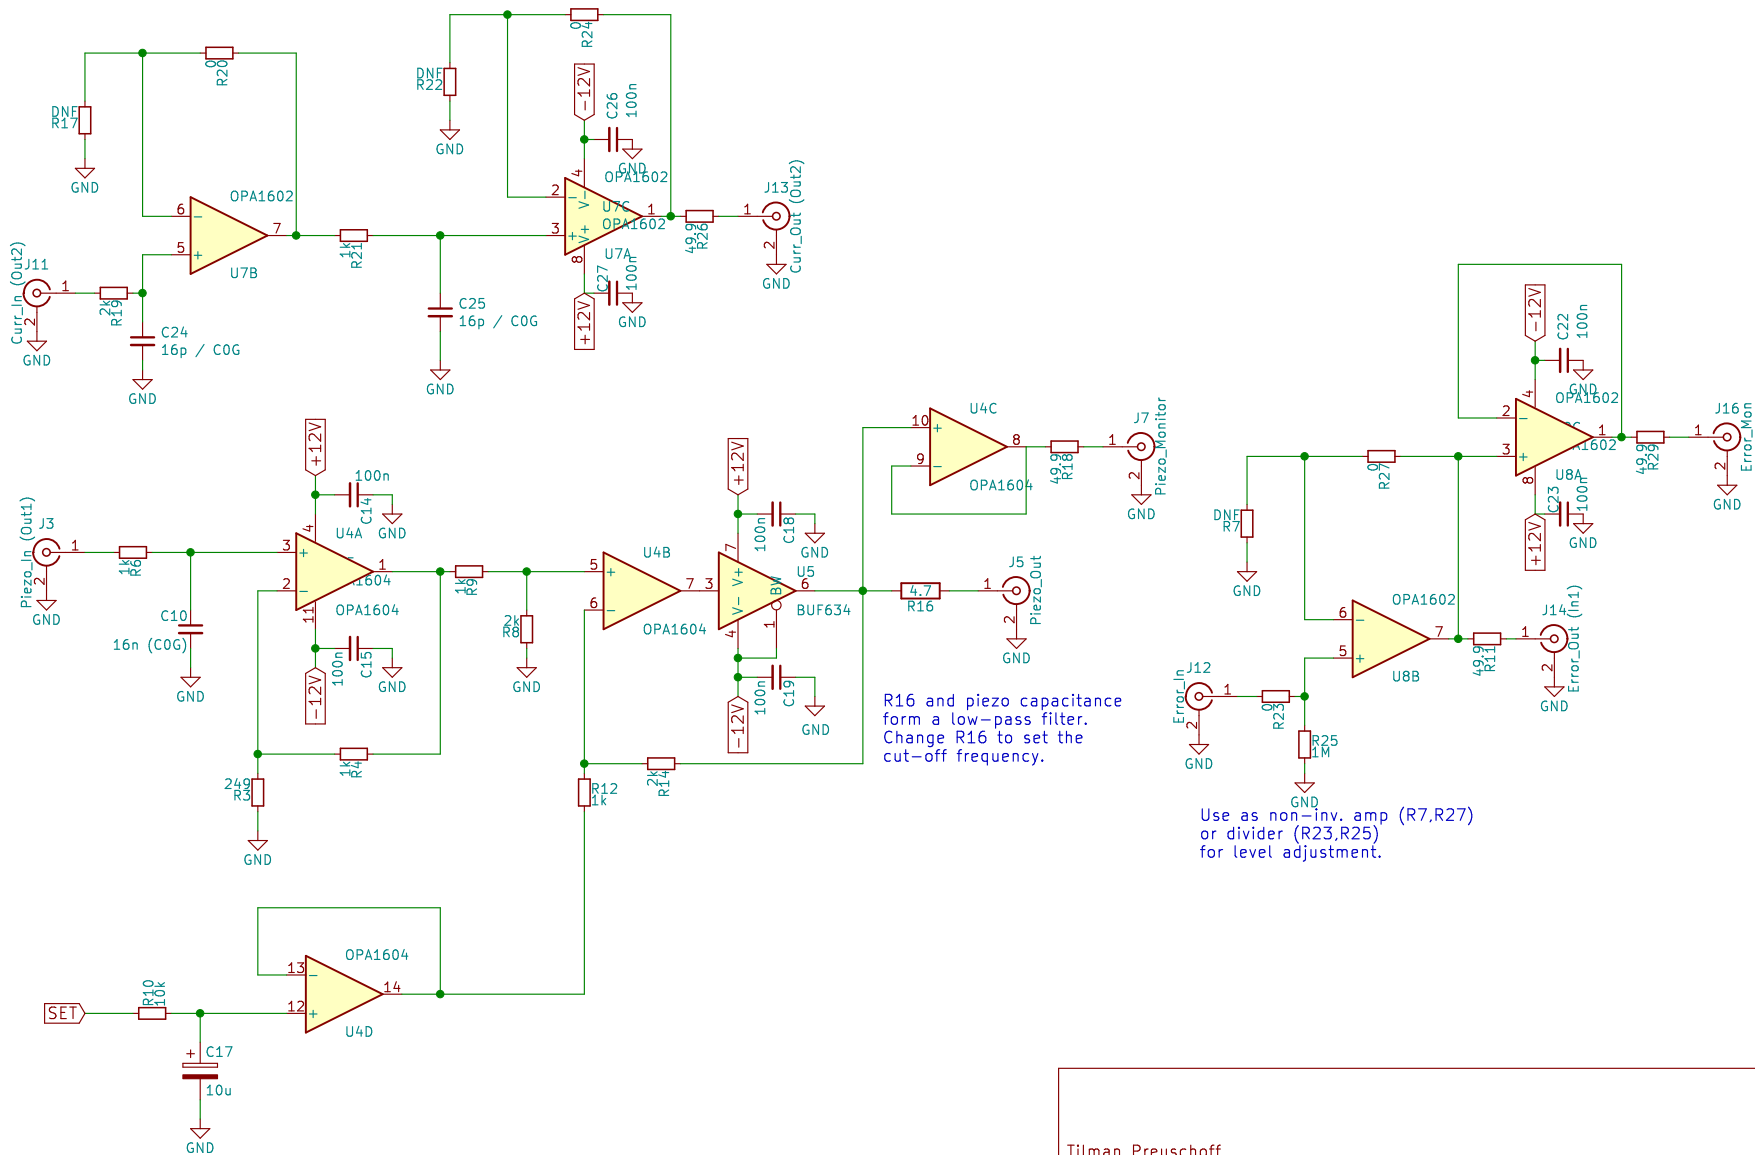 0
R24
0
R20
DNF
R22
-12V
C26
100n
DNF
R17
GND
GND
GND
4
OPA1602
OPA1602
J13
Curr_Out (Out2)
2
V-
U7C
OPA1602
1
49.9
R26
1
2
6
5
7
U7B
1k
R21
3
V+
U7A
8
C27
100n
GND
+12V
GND
J11
Curr_In (Out2)
1
2
2k
R19
GND
C24
16p / C0G
GND
C25
16p / C0G
GND
-12V
C22
100n
GND
4
OPA1602
2
1
3
U8A
8
C23
100n
GND
+12V
49.9
R29
1
J16
Error_Mon
2
GND
+12V
100n
C14
GND
J3
Piezo_In (Out1)
1
2
GND
1k
R6
C10
16n (C0G)
GND
4
U4A
3
2
1
OPA1604
11
100n
C15
GND
-12V
1k
R9
2k
R8
GND
1k
R4
249
R3
GND
U4B
5
6
7
OPA1604
+12V
100n
C18
GND
7
V+
V-
3
U5
BW
6
BUF634
4
1
100n
C19
GND
-12V
U4C
10
9
8
OPA1604
49.9
R18
1
J7
Piezo_Monitor
2
GND
4.7
R16
1
J5
Piezo_Out
2
GND
2k
R14
R12
1k
R16 and piezo capacitance
form a low-pass filter.
Change R16 to set the
cut-off frequency.
0
R27
DNF
R7
GND
OPA1602
6
5
7
U8B
49.9
R11
1
J14
Error_Out (In1)
2
GND
J12
Error_In
1
2
GND
0
R23
R25
1M
GND
Use as non-inv. amp (R7,R27)
or divider (R23,R25)
for level adjustment.
SET
R10
10k
C17
10u
GND
OPA1604
13
12
14
U4D
Tilman Preuschoff